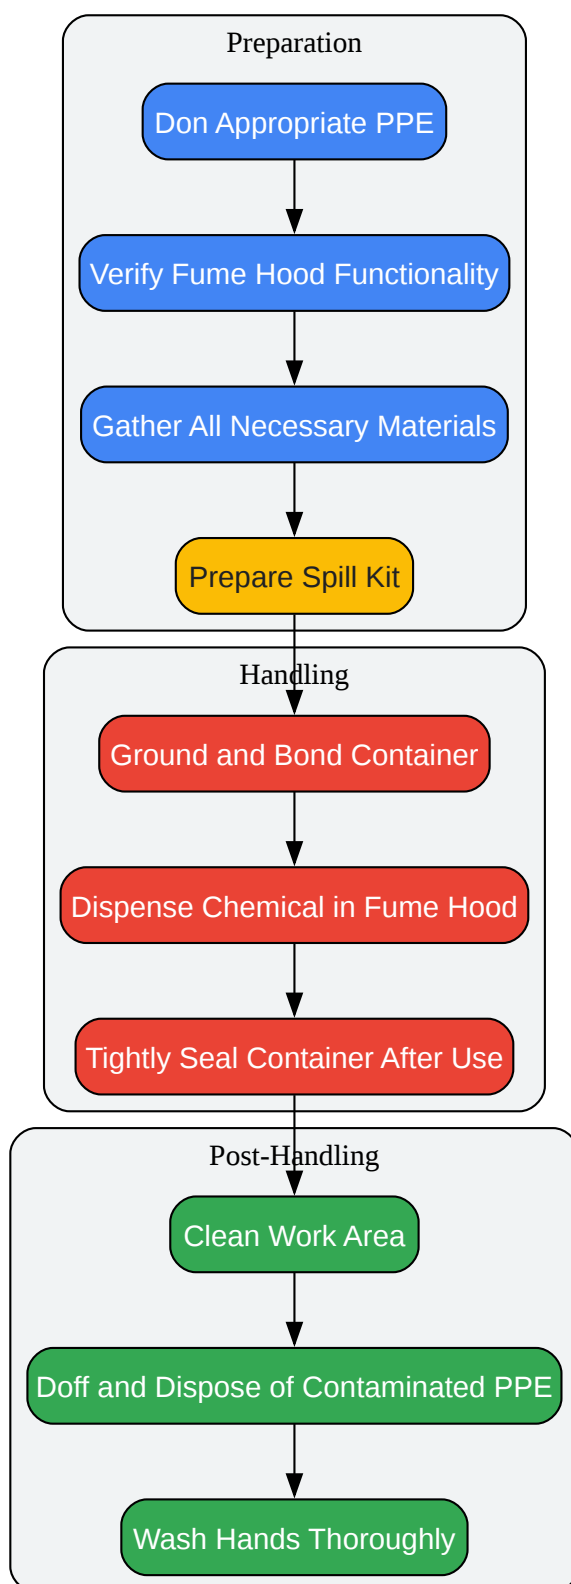 Preparation
Don Appropriate PPE
Verify Fume Hood Functionality
Gather All Necessary Materials
Prepare Spill Kit
Handling
Ground and Bond Container
Dispense Chemical in Fume Hood
Tightly Seal Container After Use
Post-Handling
Clean Work Area
Doff and Dispose of Contaminated PPE
Wash Hands Thoroughly